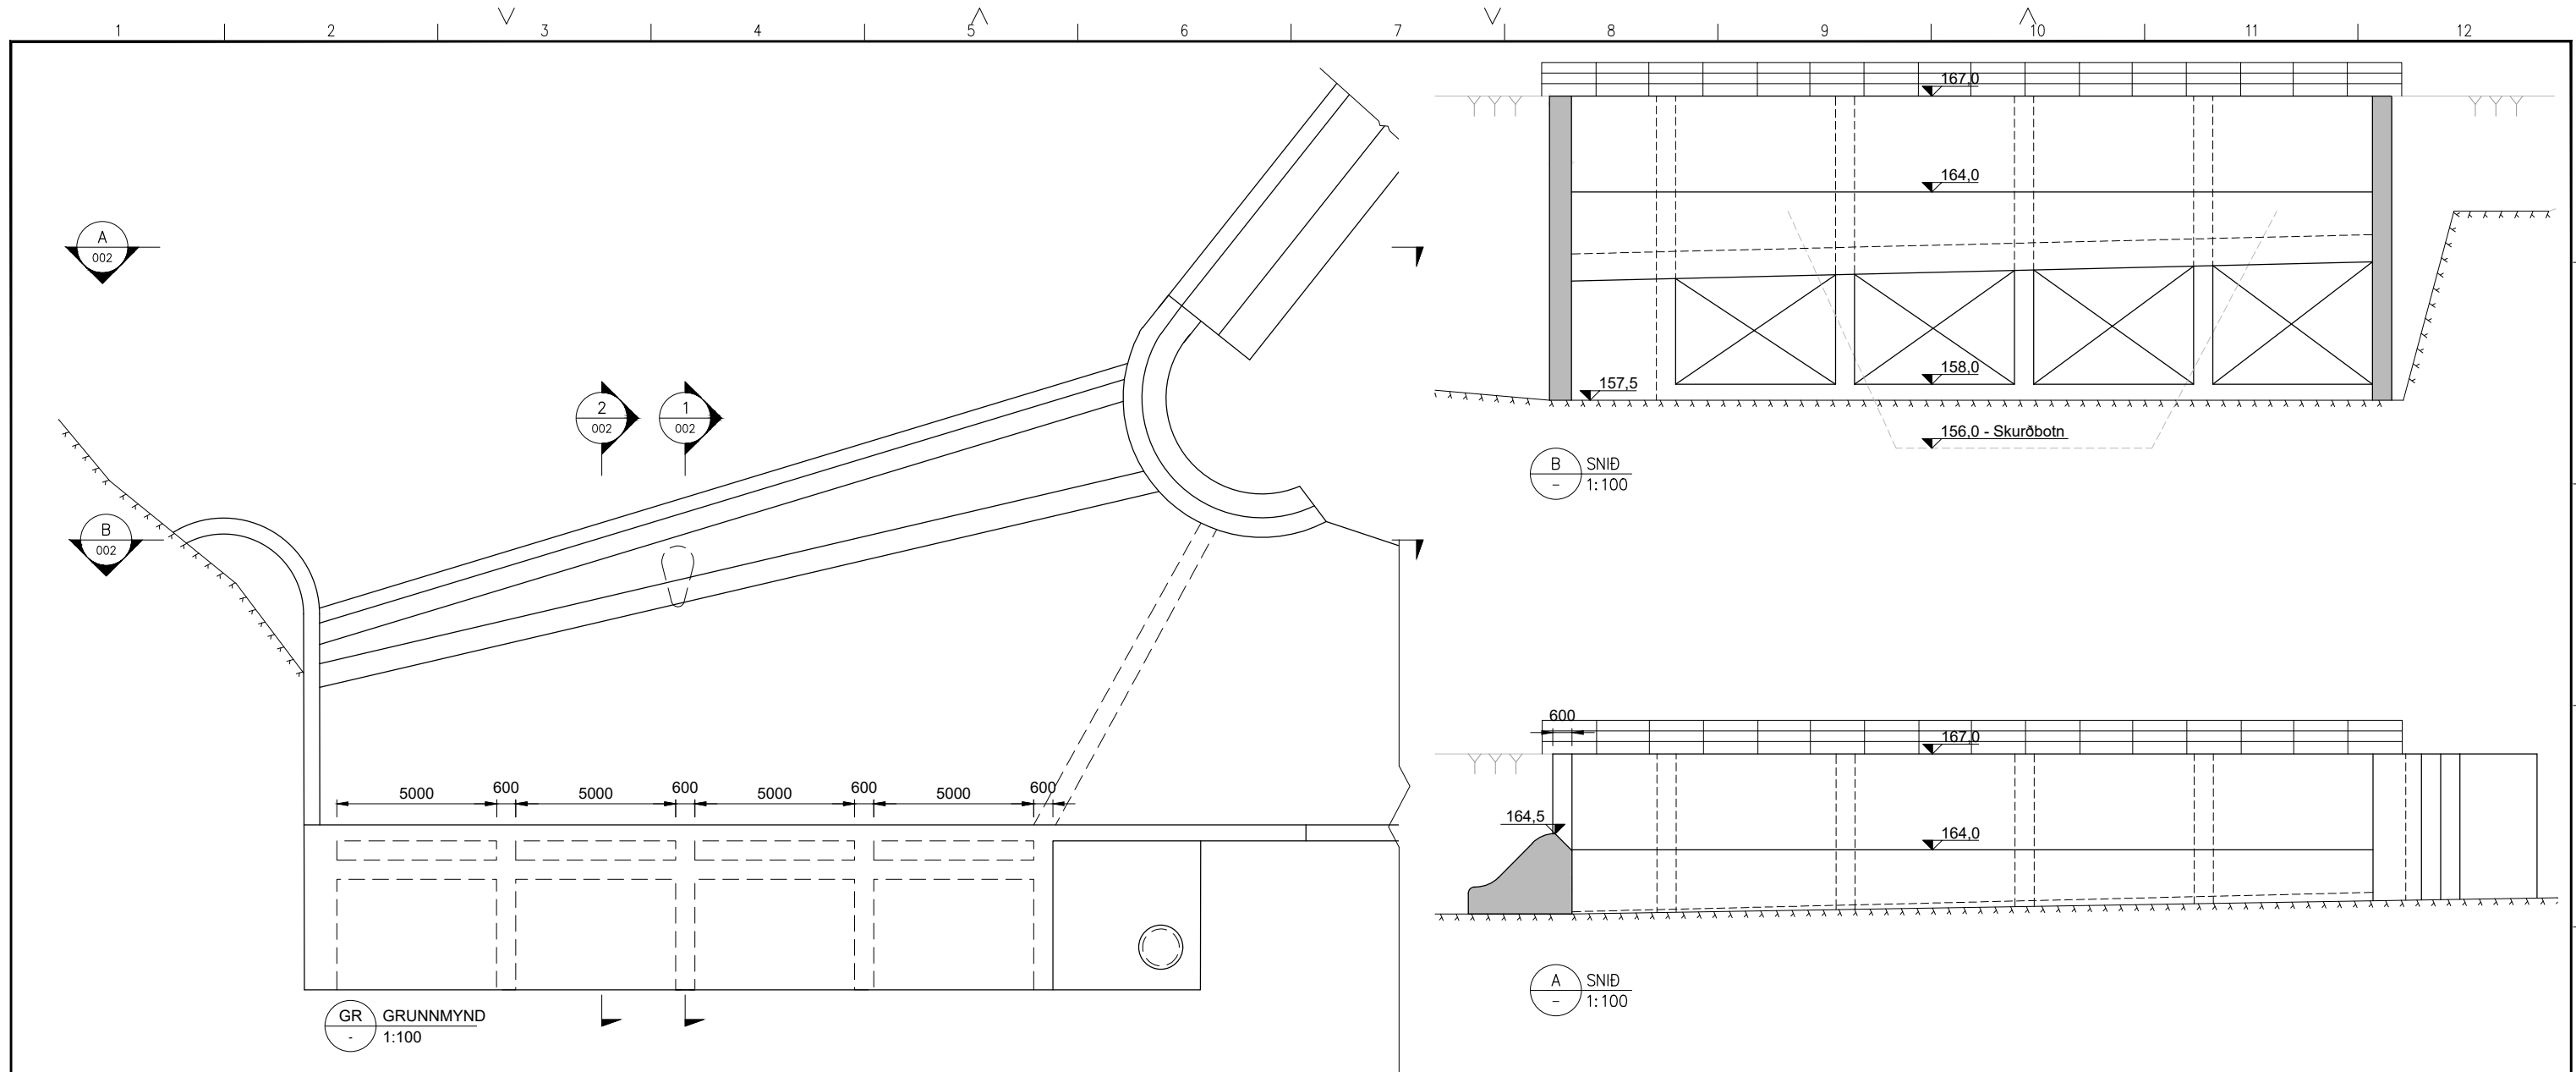 1 2 3 4 5 6 7 8 9 10 11 12
A
002
B
002
2
002
1
002
5000 600 5000 600 5000 600 5000 600
GR GRUNNMYND
- 1:100
167,0
164,0
158,0
157,5
156,0 - Skurðbotn
B SNIÐ
- 1:100
600
167,0
164,5
164,0
A SNIÐ
- 1:100